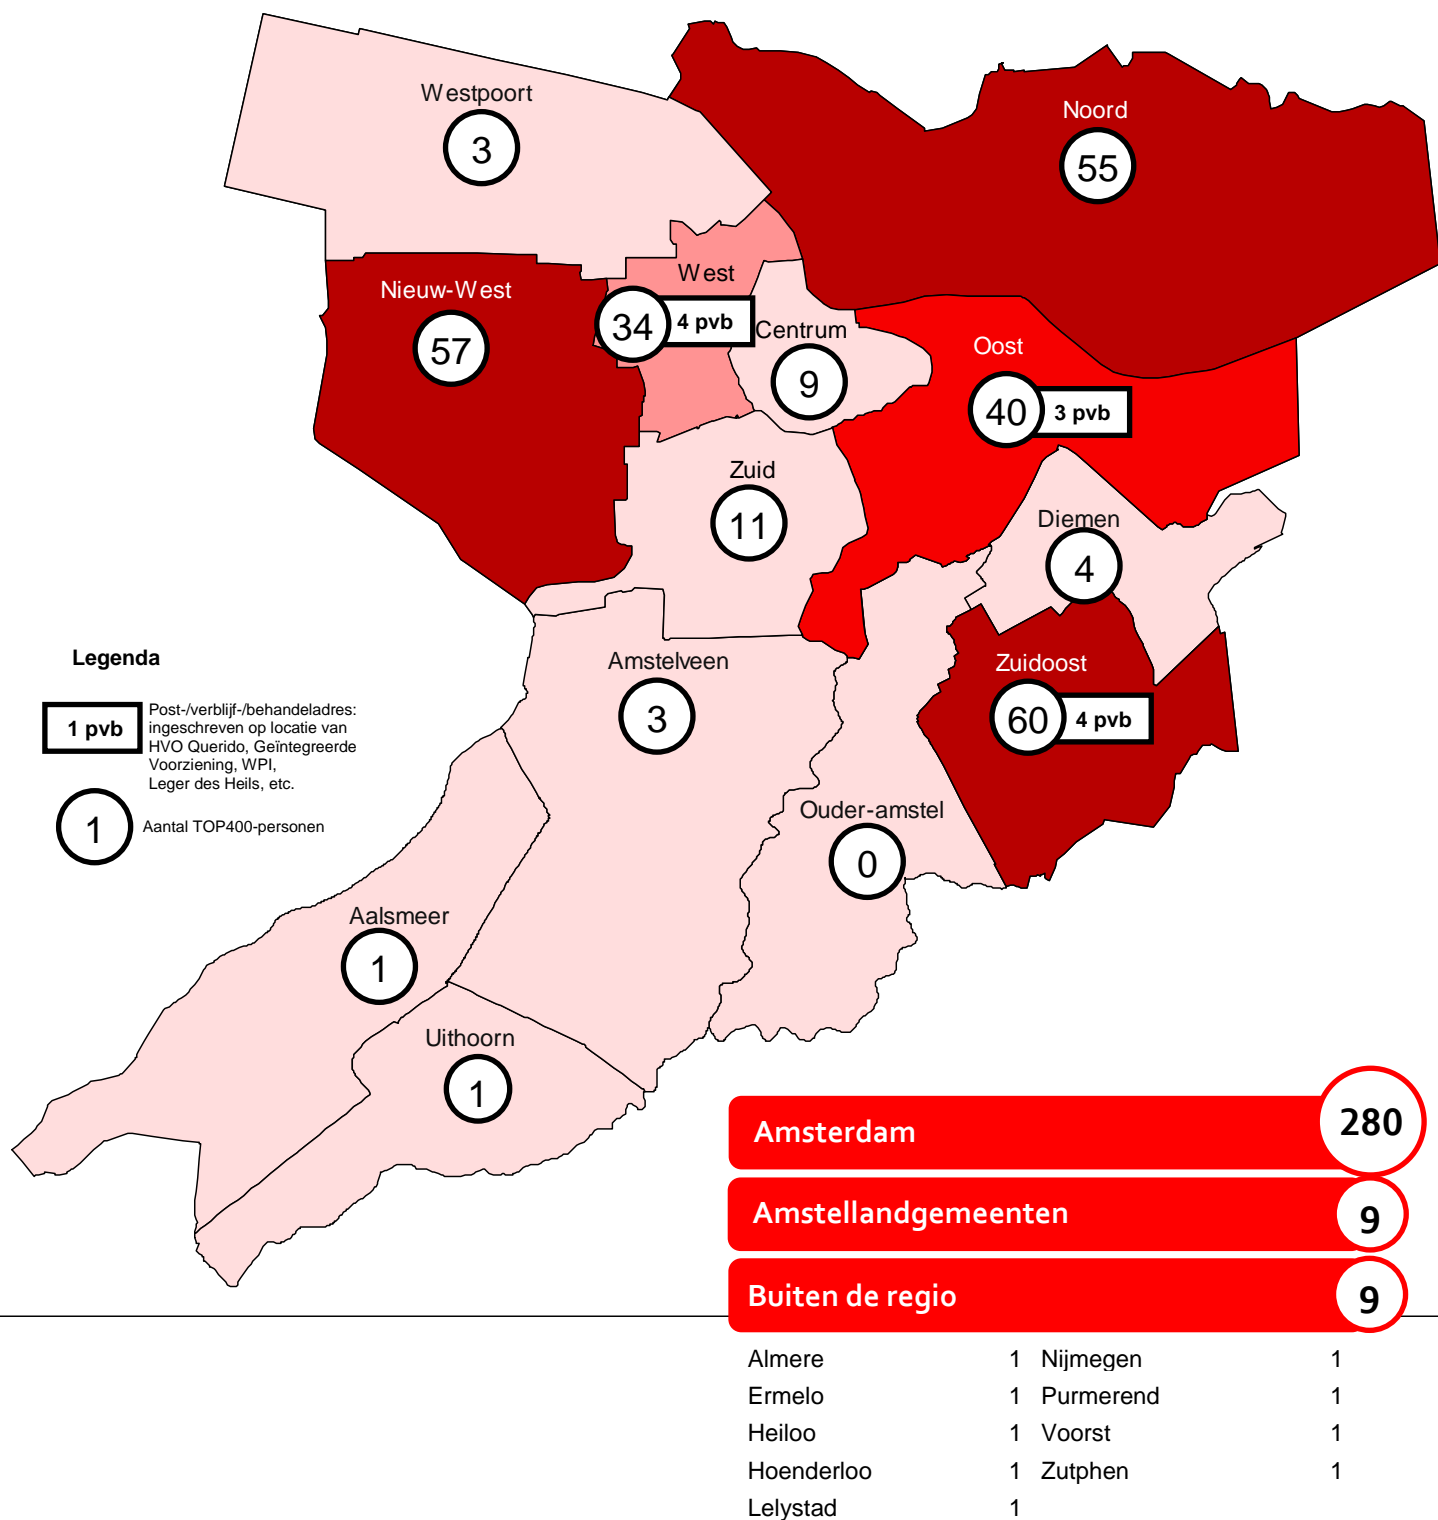 Westpoort
3
Noord
55
West
34
4 pvb
Nieuw-West
57
Centrum
9
Oost
40
3 pvb
Zuid
11
Diemen
4
Zuidoost
60
4 pvb
Legenda
1 pvb
Post-/verblijf-/behandeladres:
ingeschreven op locatie van
HVO Querido, Geïntegreerde
Voorziening, WPI,
Leger des Heils, etc.
1
Aantal TOP400-personen
Amstelveen
3
Ouder-amstel
0
Aalsmeer
1
Uithoorn
1
Amsterdam 280
Amstellandgemeenten 9
Buiten de regio 9
Almere 1 Nijmegen 1
Ermelo 1 Purmerend 1
Heiloo 1 Voorst 1
Hoenderloo 1 Zutphen 1
Lelystad 1